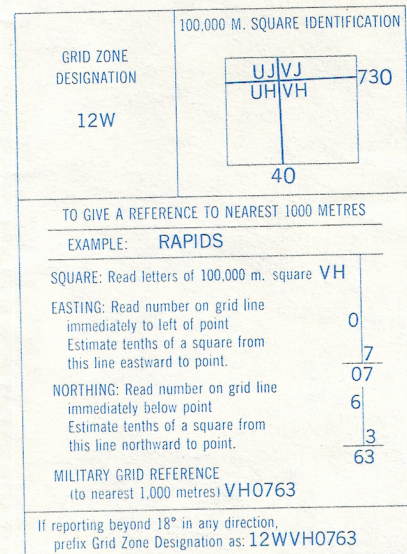 100,000 M. SQUARE IDENTIFICATION
GRID ZONE
DESIGNATION
12W
UJ VJ
730
UH VH
40
TO GIVE A REFERENCE TO NEAREST 1000 METRES
EXAMPLE: RAPIDS
SQUARE: Read letters of 100,000 m. square VH
EASTING: Read number on grid line
immediately to left of point 0
Estimate tenths of a square from
this line eastward to point. 7
07
NORTHING: Read number on grid line
immediately below point 6
Estimate tenths of a square from
this line northward to point. 3
63
MILITARY GRID REFERENCE
(to nearest 1,000 metres) VH0763
If reporting beyond 18° in any direction,
prefix Grid Zone Designation as: 12WVH0763